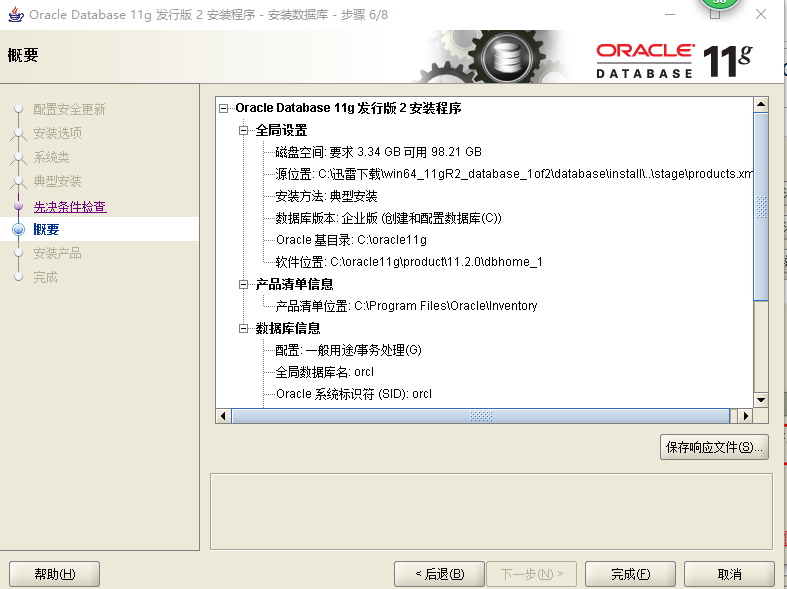 Oracle Database 11g 发行版 2 安装程序 - 安装数据库 - 步骤 6/8
概要
ORACLE
DATABASE
11g
配置安全更新
安装选项
系统类
典型安装
先决条件检查
概要
安装产品
完成
Oracle Database 11g 发行版 2 安装程序
全局设置
磁盘空间: 要求 3.34 GB 可用 98.21 GB
源位置: C:\迅雷下载\win64_11gR2_database_1of2\database\install\..\stage\products.xm
安装方法: 典型安装
数据库版本: 企业版 (创建和配置数据库(C))
Oracle 基目录: C:\oracle11g
软件位置: C:\oracle11g\product\11.2.0\dbhome_1
产品清单信息
产品清单位置: C:\Program Files\Oracle\Inventory
数据库信息
配置: 一般用途/事务处理(G)
全局数据库名: orcl
Oracle 系统标识符 (SID): orcl
保存响应文件(S)...
帮助(H)
< 后退(B)
下一步(N) >
完成(F)
取消